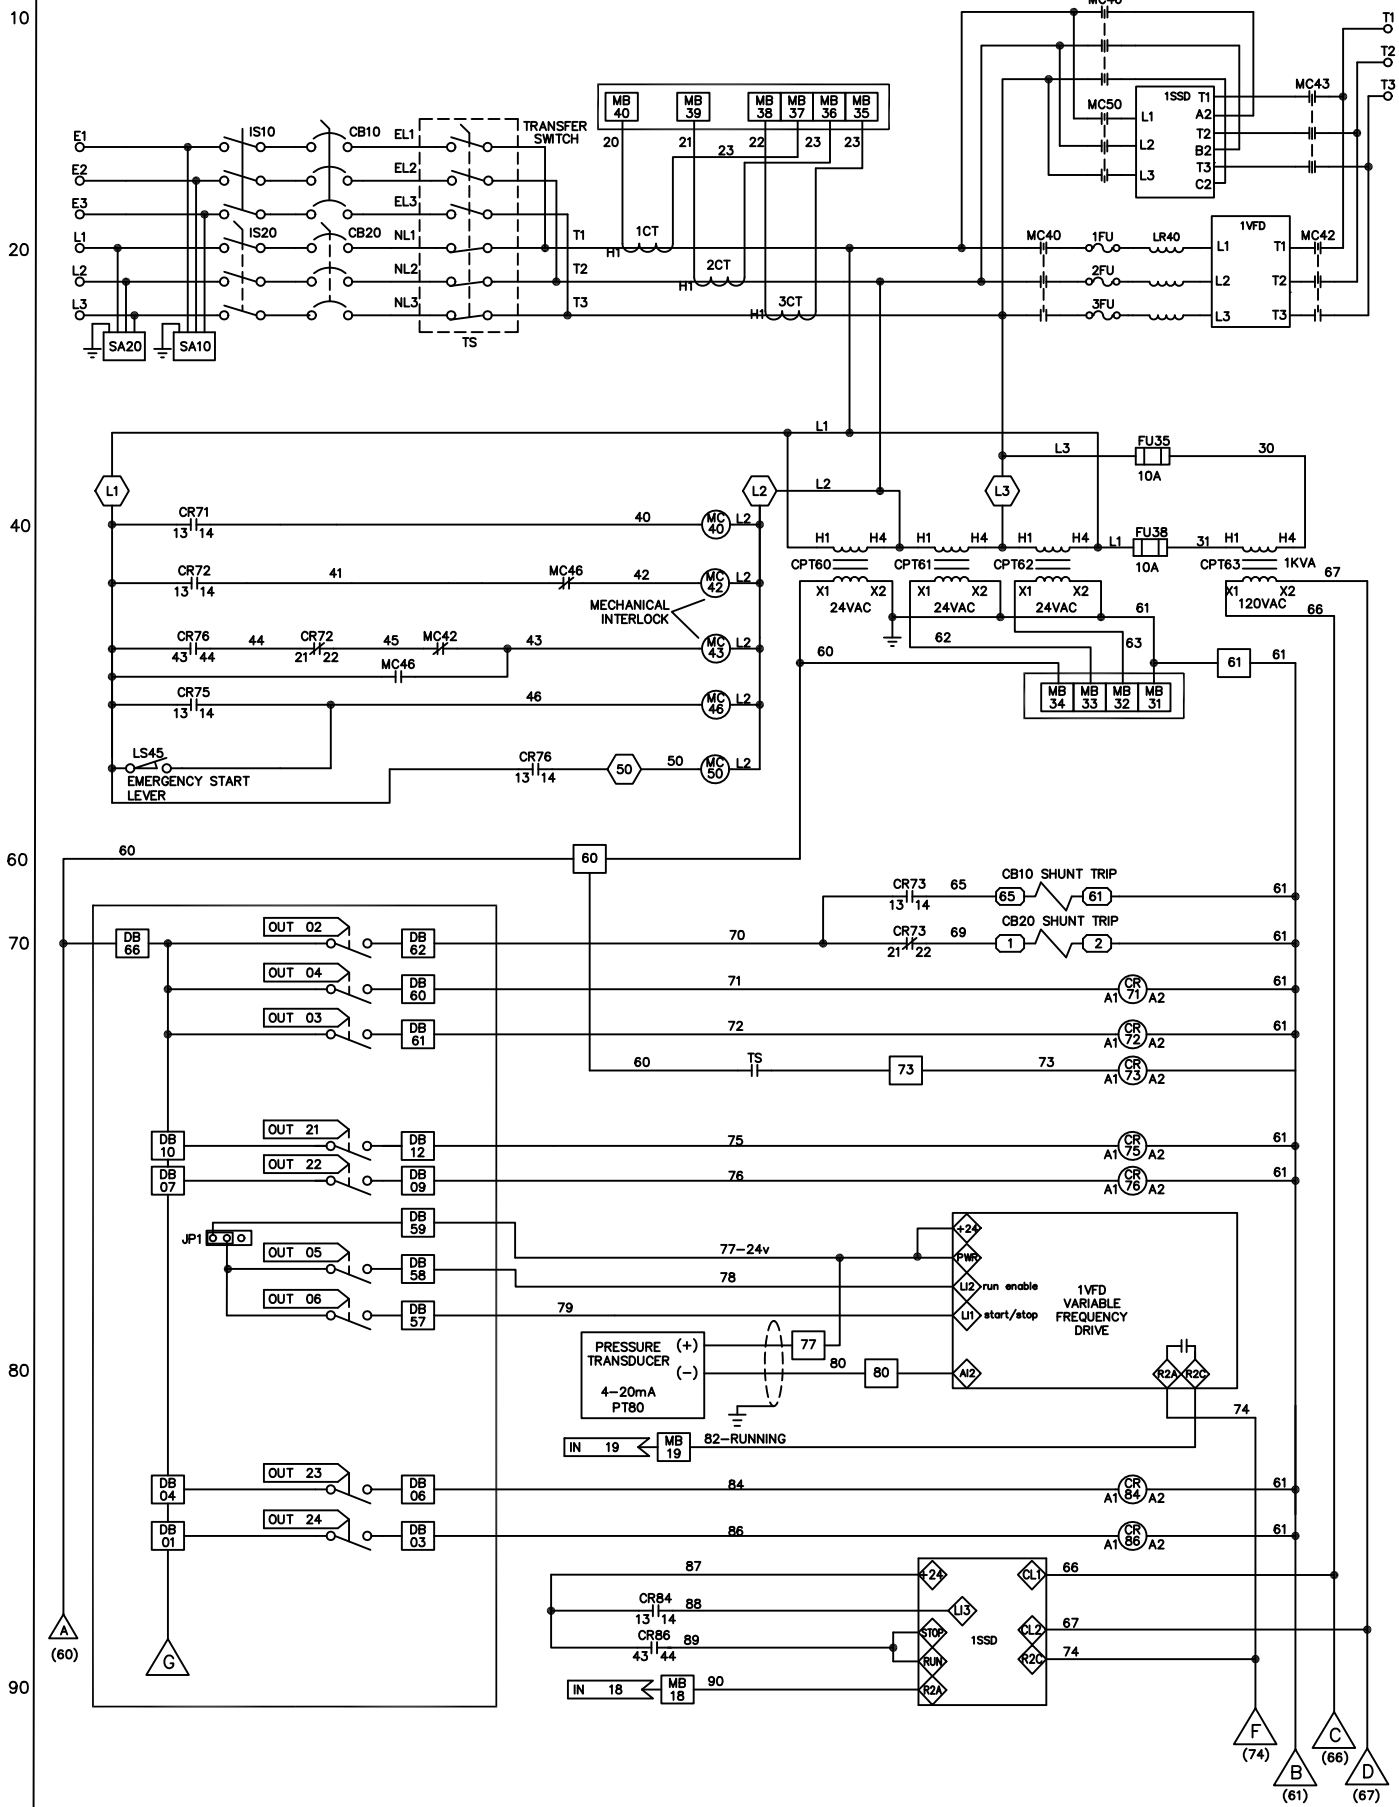 10
MC46
T1
T2
T3
MC43
1SSD T1
A2
T2
B2
T3
C2
MC50
L1
L2
L3
MB 40
MB 39
MB 38
MB 37
MB 36
MB 35
20 21 22 23 23
23
E1 IS10 CB10 EL1
TRANSFER SWITCH
E2 EL2
E3 EL3
20
L1 IS20 CB20 NL1 T1
L2 NL2 T2
L3 NL3 T3
H1 1CT
H1 2CT
H1 3CT
MC40 1FU LR40
2FU
3FU
1VFD
L1 T1
L2 T2
L3 T3
MC42
SA20
SA10
TS
L1
L3 FU35 30
10A
L1
L2 L2
L3
40
CR71 40 MC 40 L2
13 14
H1 H4 H1 H4 H1 H4 L1 FU38 31 H1 H4
10A
CPT60 CPT61 CPT62 CPT63 1KVA
67
X1 X2 X1 X2 X1 X2 X1 X2
24VAC 24VAC 24VAC 120VAC
61
66
62
63
CR72 41 MC46 42 MC 42 L2
13 14
MECHANICAL INTERLOCK
CR76 44 CR72 45 MC42 43 MC 43 L2
43 44 21 22
MC46
60
61 61
MB 34
MB 33
MB 32
MB 31
CR75 46 MC 46 L2
13 14
LS45
EMERGENCY START
LEVER
CR76 50 50 MC 50 L2
13 14
60
60 60
CR73 65 CB10 SHUNT TRIP
13 14 65 61 61
70
DB 66
OUT 02 DB 62 70
CR73 69 CB20 SHUNT TRIP
21 22 1 2 61
OUT 04 DB 60 71 A1 CR 71 A2 61
OUT 03 DB 61 72 A1 CR 72 A2 61
60 TS 73 73 A1 CR 73 A2
DB 10 OUT 21 DB 12 75 A1 CR 75 A2 61
DB 07 OUT 22 DB 09 76 A1 CR 76 A2 61
JP1 DB 59 77-24v +24
PWR
OUT 05 DB 58 78 LI2 run enable
OUT 06 DB 57 79 LI1 start/stop
1VFD
VARIABLE
FREQUENCY
DRIVE
80
PRESSURE (+) 77
TRANSDUCER (-) 80 80 AI2
4-20mA
PT80
R2A R2C
74
IN 19 MB 19 82-RUNNING
DB 04 OUT 23 DB 06 84 A1 CR 84 A2 61
DB 01 OUT 24 DB 03 86 A1 CR 86 A2 61
87 +24 CL1 66
CR84 88 LI3
13 14
CR86 89 STOP 1SSD CL2 67
43 44
RUN R2C 74
90
IN 18 MB 18 90 R2A
A
(60)
G
F
(74)
B
(61)
C
(66)
D
(67)